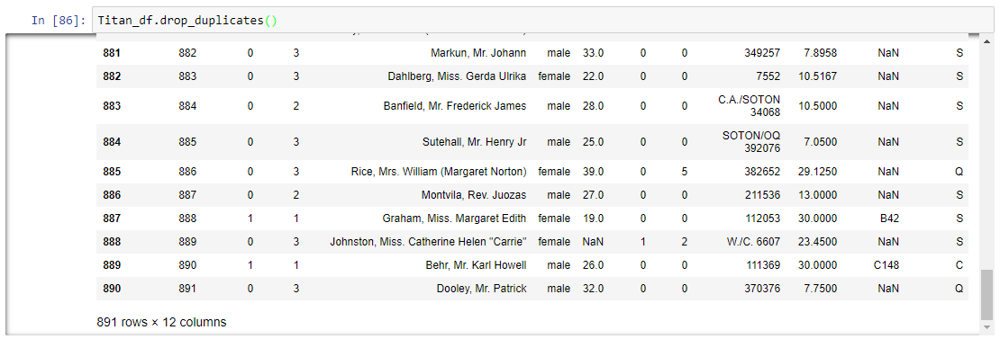 In [86]: Titan_df.drop_duplicates()
881 882 0 3 Markun, Mr. Johann male 33.0 0 0 349257 7.8958 NaN S
882 883 0 3 Dahlberg, Miss. Gerda Ulrika female 22.0 0 0 7552 10.5167 NaN S
883 884 0 2 Banfield, Mr. Frederick James male 28.0 0 0 C.A./SOTON 34068 10.5000 NaN S
884 885 0 3 Sutehall, Mr. Henry Jr male 25.0 0 0 SOTON/OQ 392076 7.0500 NaN S
885 886 0 3 Rice, Mrs. William (Margaret Norton) female 39.0 0 5 382652 29.1250 NaN Q
886 887 0 2 Montvila, Rev. Juozas male 27.0 0 0 211536 13.0000 NaN S
887 888 1 1 Graham, Miss. Margaret Edith female 19.0 0 0 112053 30.0000 B42 S
888 889 0 3 Johnston, Miss. Catherine Helen "Carrie" female NaN 1 2 W./C. 6607 23.4500 NaN S
889 890 1 1 Behr, Mr. Karl Howell male 26.0 0 0 111369 30.0000 C148 C
890 891 0 3 Dooley, Mr. Patrick male 32.0 0 0 370376 7.7500 NaN Q
891 rows × 12 columns